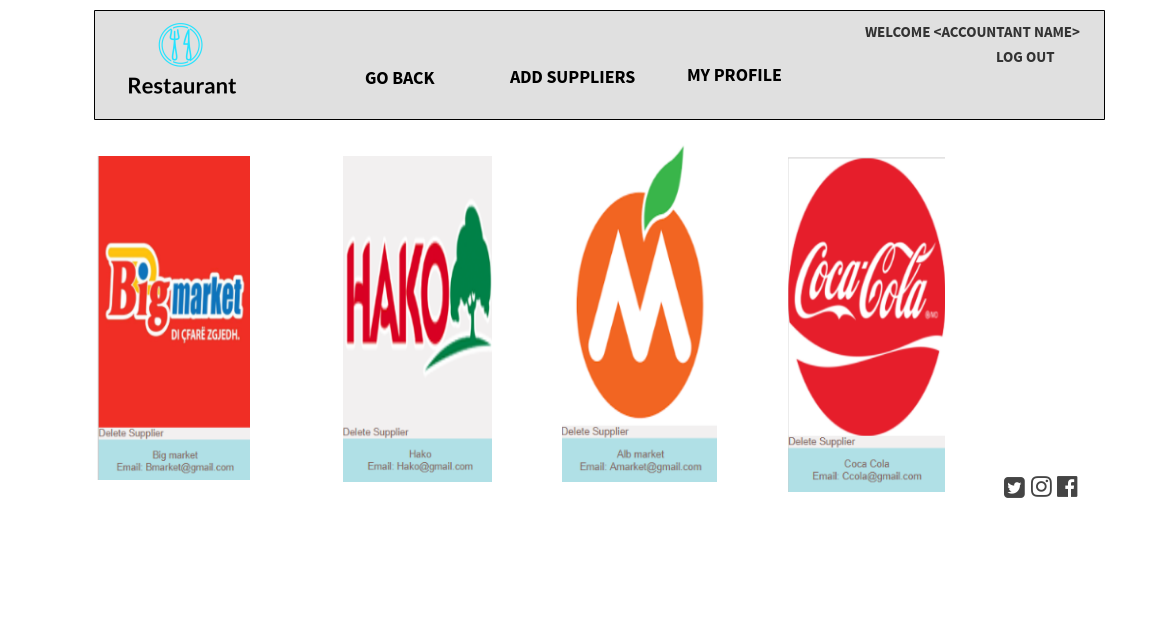 WELCOME <ACCOUNTANT NAME>
LOG OUT
Restaurant
GO BACK
ADD SUPPLIERS
MY PROFILE
Big market
DI ÇFARË ZGJEDH.
Delete Supplier
Big market
Email: Bmarket@gmail.com
HAKO
Delete Supplier
Hako
Email: Hako@gmail.com
M
Delete Supplier
Alb market
Email: Amarket@gmail.com
Coca-Cola
Delete Supplier
Coca Cola
Email: Ccola@gmail.com